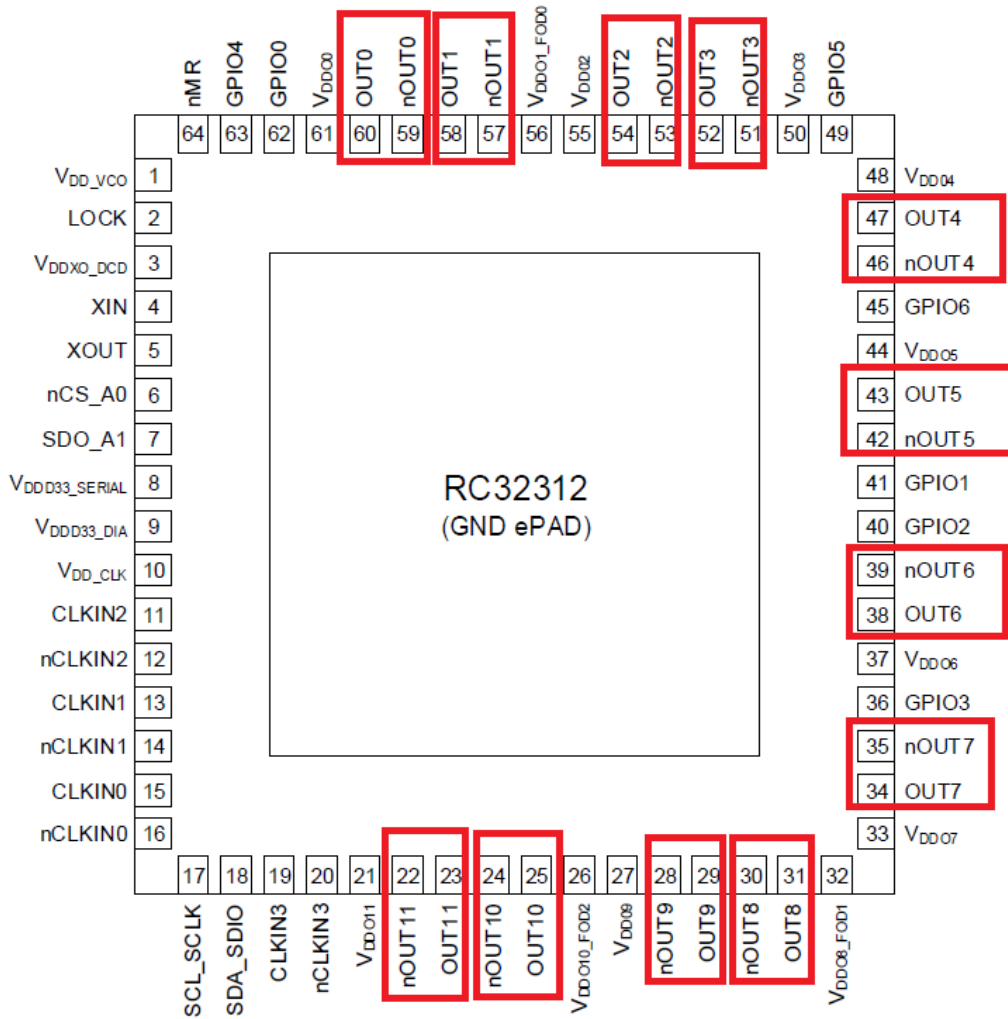 nMR
GPIO4
GPIO0
VDDO0
OUT0
nOUT0
OUT1
nOUT1
VDDO1_FOD0
VDD02
OUT2
nOUT2
OUT3
nOUT3
VDDO3
GPIO5
64 63 62 61 60 59 58 57 56 55 54 53 52 51 50 49
VDD_VCO 1
48 VDD04
LOCK 2
47 OUT4
VDDXO_DCD 3
46 nOUT4
XIN 4
45 GPIO6
XOUT 5
44 VDDO5
nCS_A0 6
43 OUT5
SDO_A1 7
42 nOUT5
VDDD33_SERIAL 8
41 GPIO1
RC32312
(GND ePAD)
VDDD33_DIA 9
40 GPIO2
VDD_CLK 10
39 nOUT6
CLKIN2 11
38 OUT6
nCLKIN2 12
37 VDDO6
CLKIN1 13
36 GPIO3
nCLKIN1 14
35 nOUT7
CLKIN0 15
34 OUT7
nCLKIN0 16
33 VDDO7
17 18 19 20 21 22 23 24 25 26 27 28 29 30 31 32
SCL_SCLK
SDA_SDIO
CLKIN3
nCLKIN3
VDDO11
nOUT11
OUT11
nOUT10
OUT10
VDDO10_FOD2
VDD09
nOUT9
OUT9
nOUT8
OUT8
VDDO8_FOD1